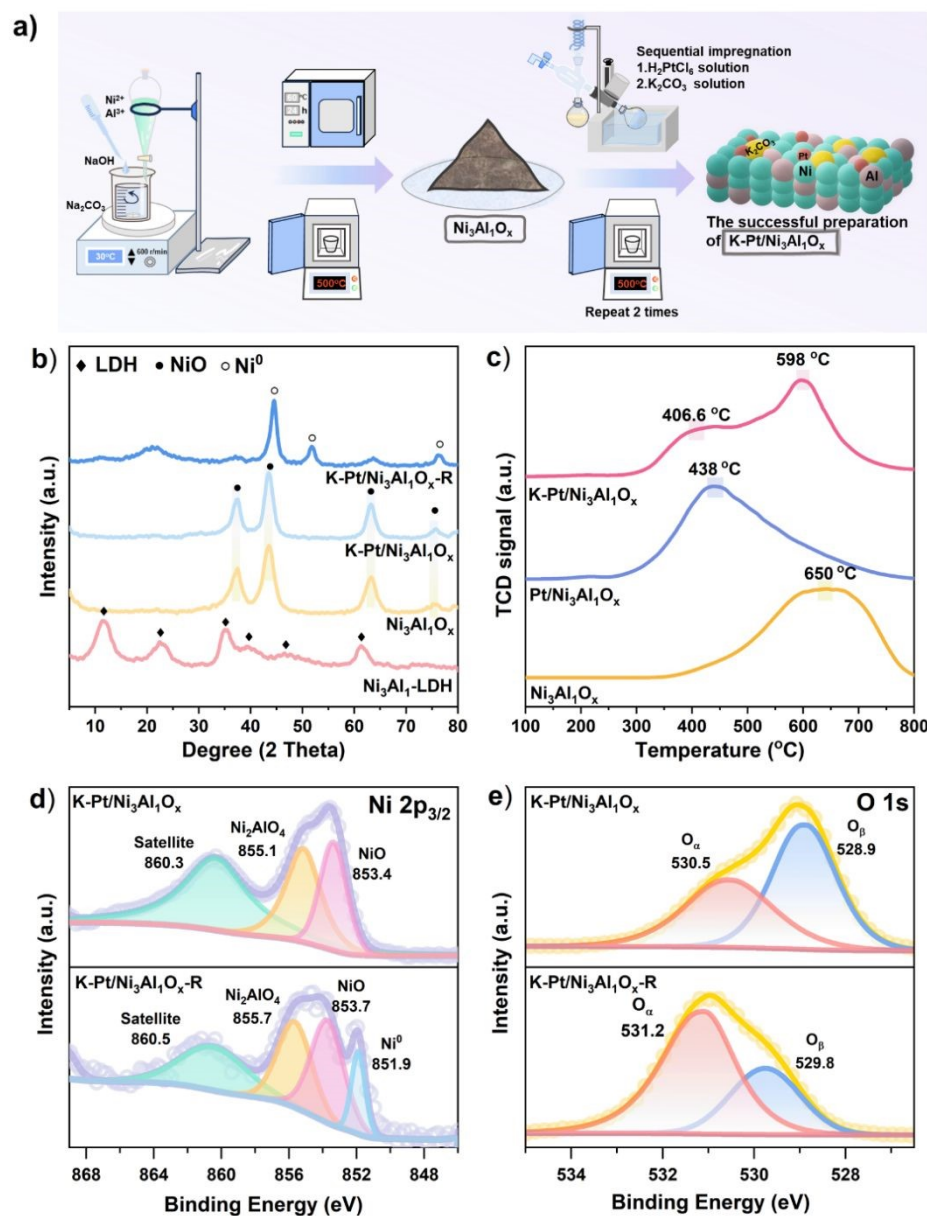 a)
Ni²⁺
Al³⁺
NaOH
Na₂CO₃
30°C
600 r/min
°C
h
500°C
Ni₃Al₁Oₓ
Sequential impregnation
1.H₂PtCl₆ solution
2.K₂CO₃ solution
500°C
Repeat 2 times
K₂CO₃
Pt
Ni
Al
The successful preparation
of K-Pt/Ni₃Al₁Oₓ
b)
♦ LDH ● NiO ○ Ni⁰
K-Pt/Ni₃Al₁Oₓ-R
K-Pt/Ni₃Al₁Oₓ
Ni₃Al₁Oₓ
Ni₃Al₁-LDH
Intensity (a.u.)
10 20 30 40 50 60 70 80
Degree (2 Theta)
c)
598 °C
406.6 °C
K-Pt/Ni₃Al₁Oₓ
438 °C
Pt/Ni₃Al₁Oₓ
650 °C
Ni₃Al₁Oₓ
TCD signal (a.u.)
100 200 300 400 500 600 700 800
Temperature (°C)
d)
K-Pt/Ni₃Al₁Oₓ
Ni 2p₃/₂
Satellite
860.3
Ni₂AlO₄
855.1
NiO
853.4
Intensity (a.u.)
K-Pt/Ni₃Al₁Oₓ-R
Satellite
860.5
Ni₂AlO₄
855.7
NiO
853.7
Ni⁰
851.9
Intensity (a.u.)
868 864 860 856 852 848
Binding Energy (eV)
e)
K-Pt/Ni₃Al₁Oₓ
O 1s
Oα
530.5
Oβ
528.9
Intensity (a.u.)
K-Pt/Ni₃Al₁Oₓ-R
Oα
531.2
Oβ
529.8
Intensity (a.u.)
534 532 530 528
Binding Energy (eV)